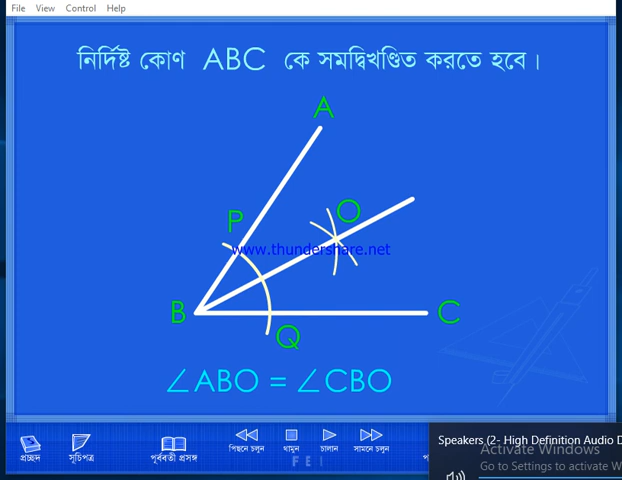 File View Control Help
নির্দিষ্ট কোণ ABC কে সমদ্বিখণ্ডিত করতে হবে।
A
P
O
www.thundershare.net
B
C
Q
∠ABO = ∠CBO
প্রচ্ছদ
সূচিপত্র
পূর্ববতী প্রসঙ্গ
পিছনে চলুন
থামুন
চালান
সামনে চলুন
Speakers (2- High Definition Audio D
Activate Windows
Go to Settings to activate W